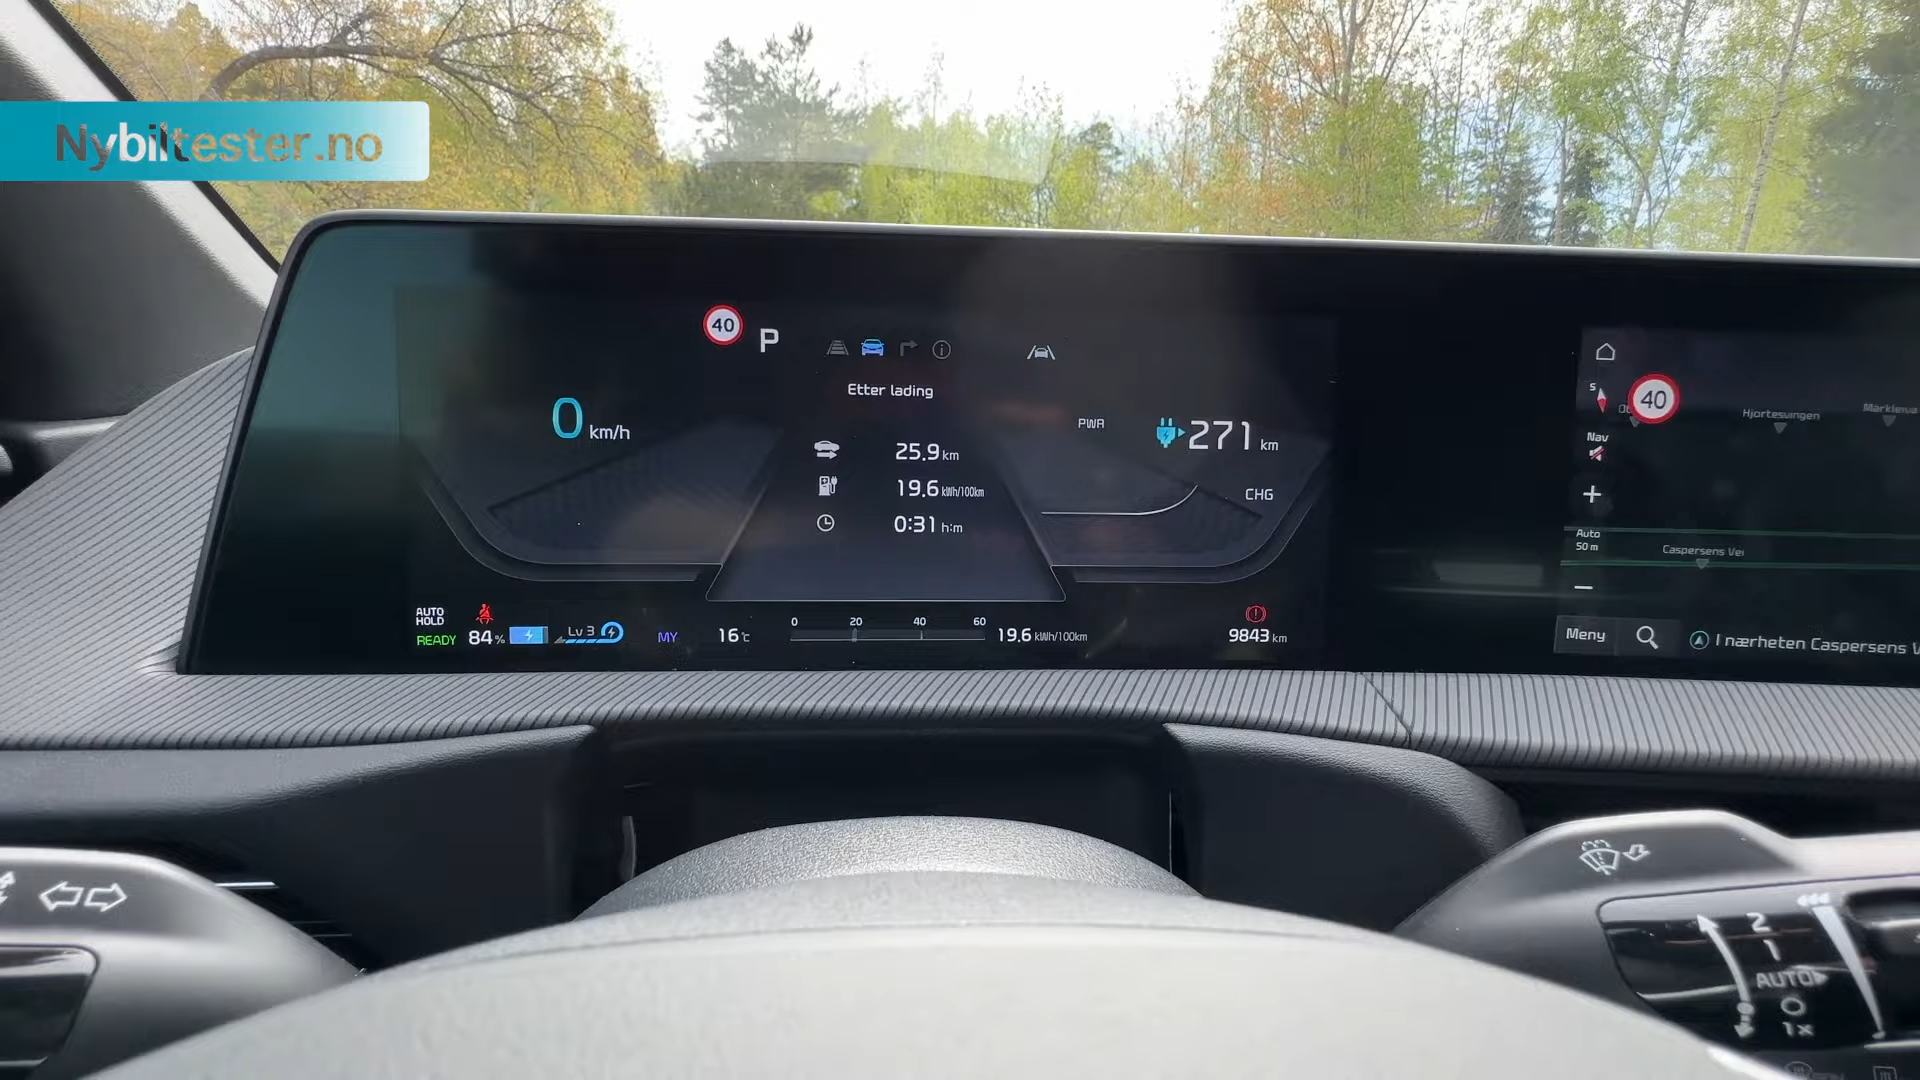 Nybiltester.no
40
P
Etter lading
0 km/h
25.9 km
19.6 kWh/100km
0:31 h:m
PWR
271 km
CHG
AUTO
HOLD
READY
84%
Lv 3
MY
16°c
0 20 40 60
19.6 kWh/100km
9843 km
S
40
Hjortesvingen
Nav
+
Auto
50 m
Caspersens Vei
−
Meny
I nærheten Caspersens V
2
1
AUTO
O
1x